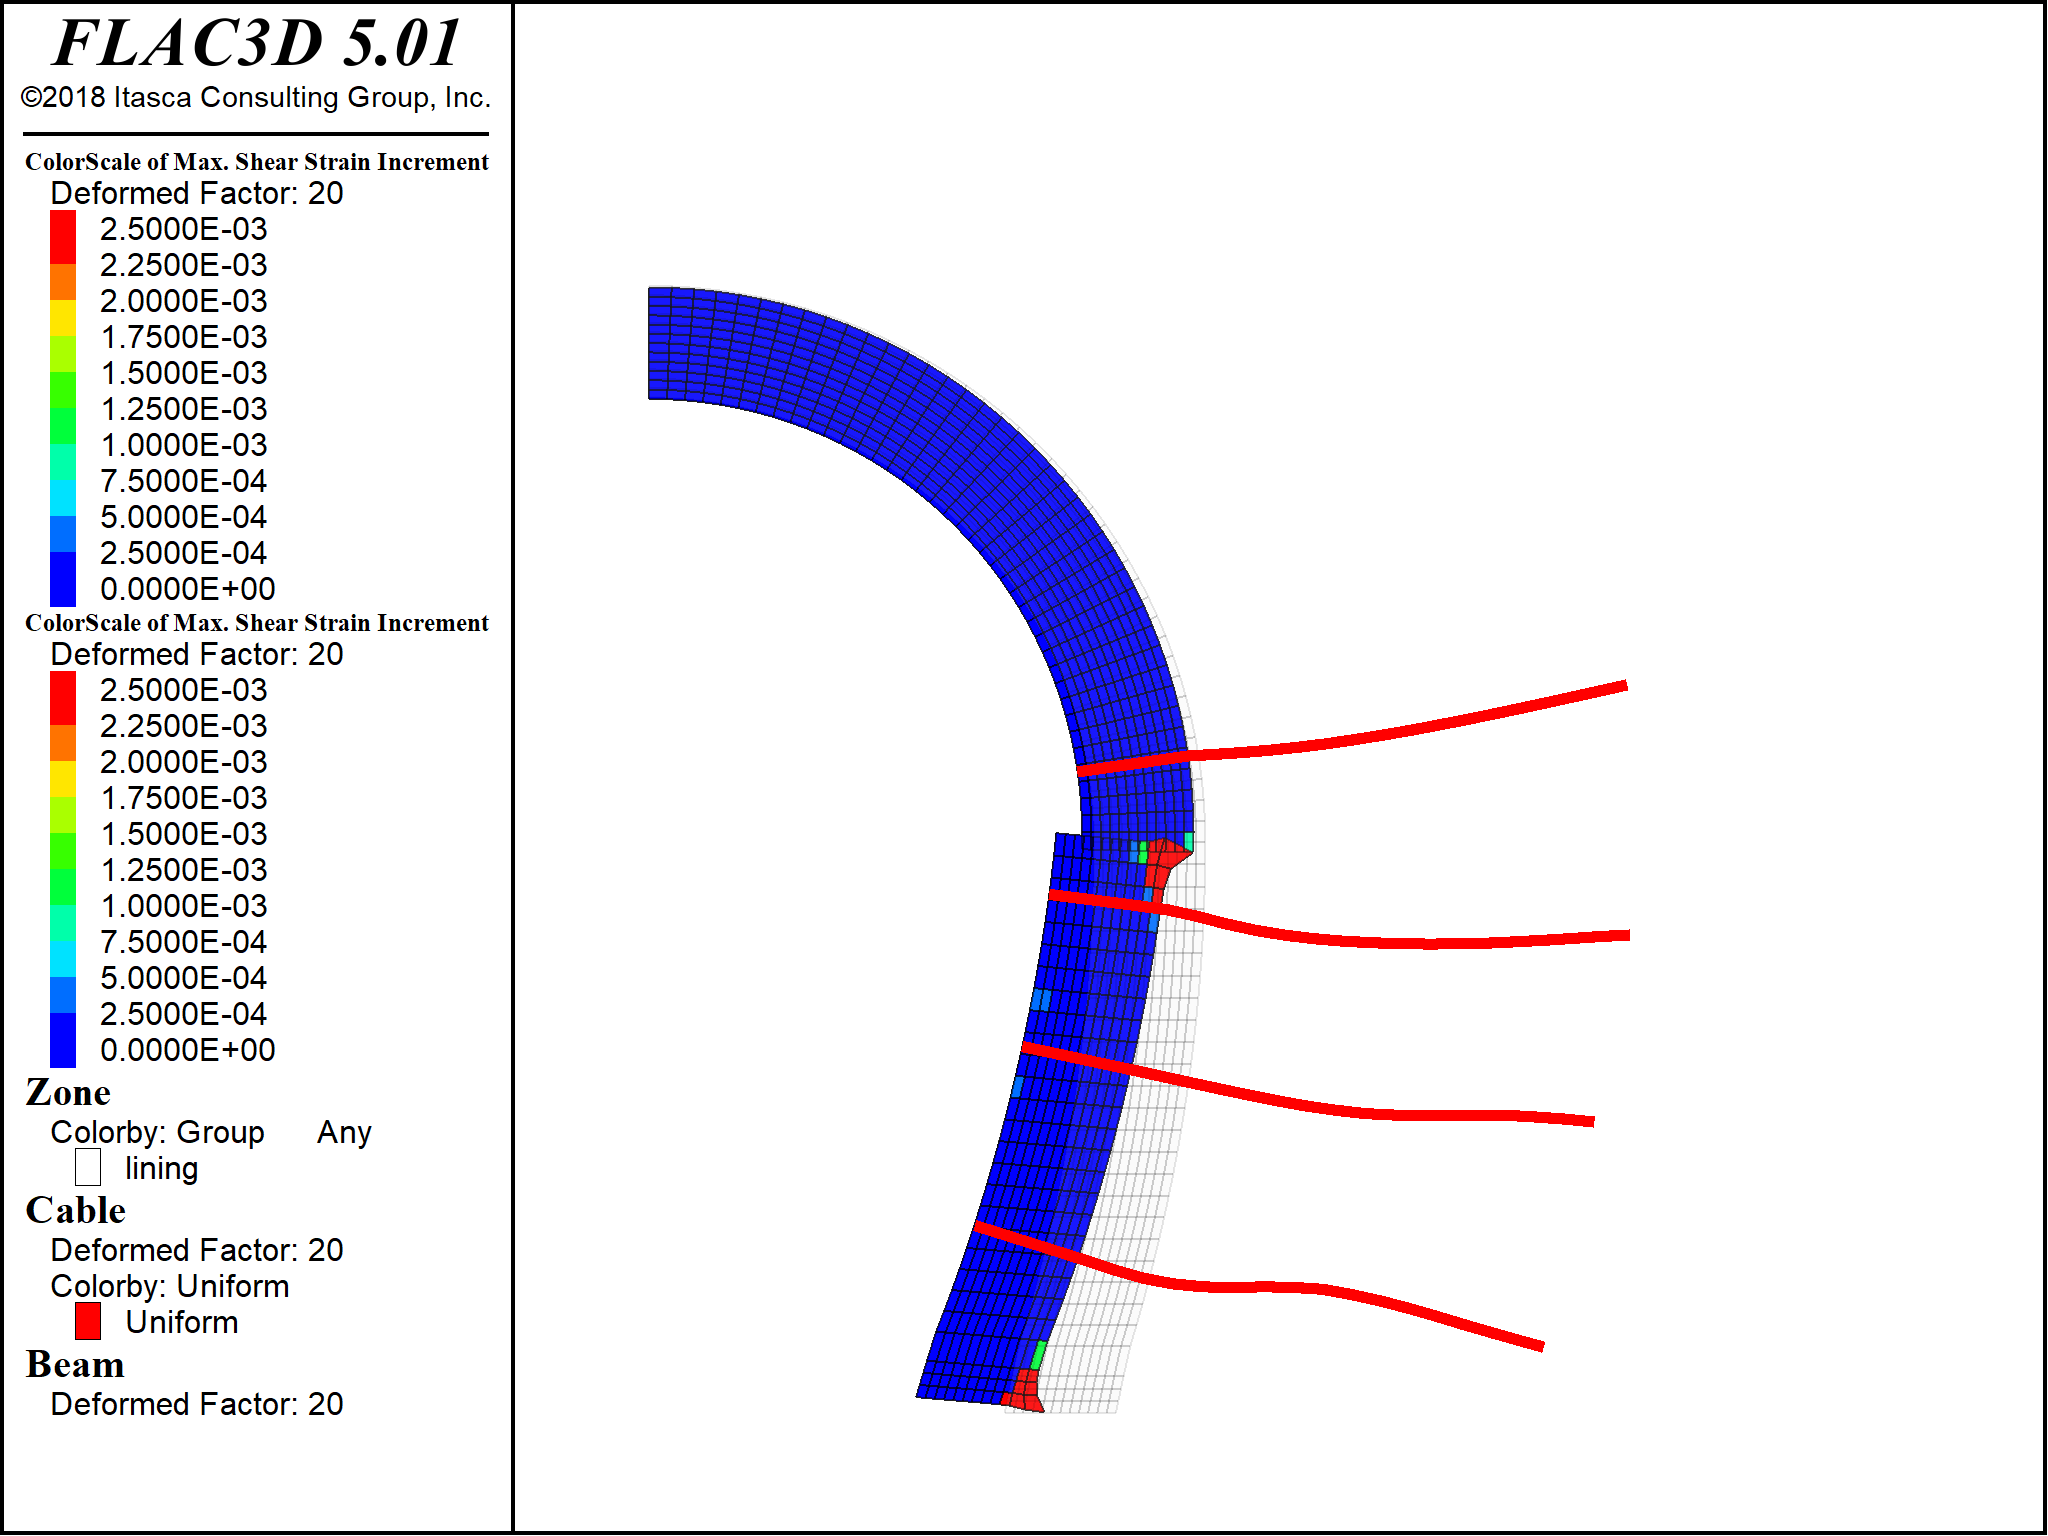 FLAC3D 5.01
©2018 Itasca Consulting Group, Inc.
ColorScale of Max. Shear Strain Increment
Deformed Factor: 20
2.5000E-03
2.2500E-03
2.0000E-03
1.7500E-03
1.5000E-03
1.2500E-03
1.0000E-03
7.5000E-04
5.0000E-04
2.5000E-04
0.0000E+00
ColorScale of Max. Shear Strain Increment
Deformed Factor: 20
2.5000E-03
2.2500E-03
2.0000E-03
1.7500E-03
1.5000E-03
1.2500E-03
1.0000E-03
7.5000E-04
5.0000E-04
2.5000E-04
0.0000E+00
Zone
Colorby: Group Any
lining
Cable
Deformed Factor: 20
Colorby: Uniform
Uniform
Beam
Deformed Factor: 20